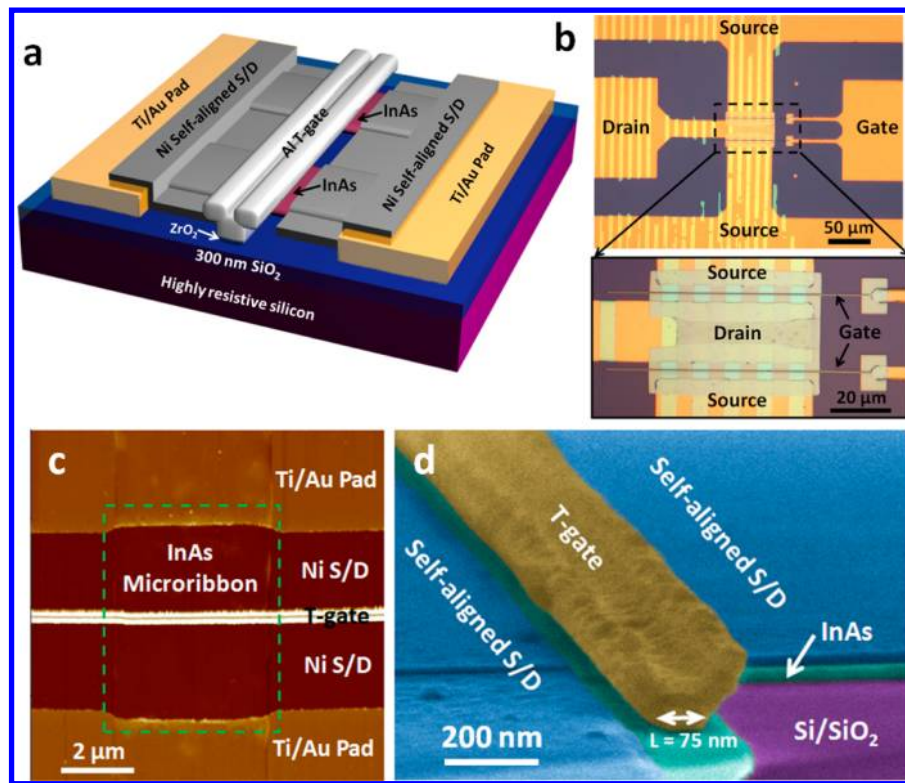 a
Ti/Au Pad
Ni Self-aligned S/D
Al T-gate
InAs
InAs
Ni Self-aligned S/D
Ti/Au Pad
ZrO₂
300 nm SiO₂
Highly resistive silicon
b
Source
Drain
Gate
Source
50 µm
Source
Drain
Gate
Source
20 µm
c
Ti/Au Pad
InAs
Microribbon
Ni S/D
T-gate
Ni S/D
Ti/Au Pad
2 µm
d
T-gate
Self-aligned S/D
Self-aligned S/D
InAs
Si/SiO₂
L = 75 nm
200 nm